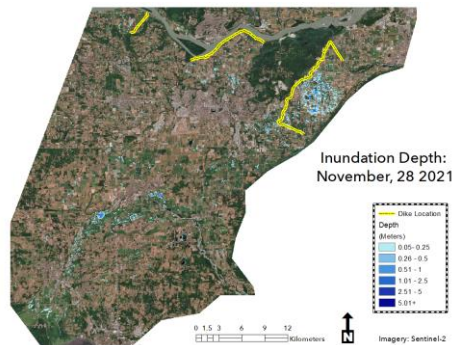 Inundation Depth:
November, 28 2021
Dike Location
Depth
(Meters)
0.05 - 0.25
0.26 - 0.5
0.51 - 1
1.01 - 2.5
2.51 - 5
5.01+
0 1.5 3 6 9 12
Kilometers
N
Imagery: Sentinel-2